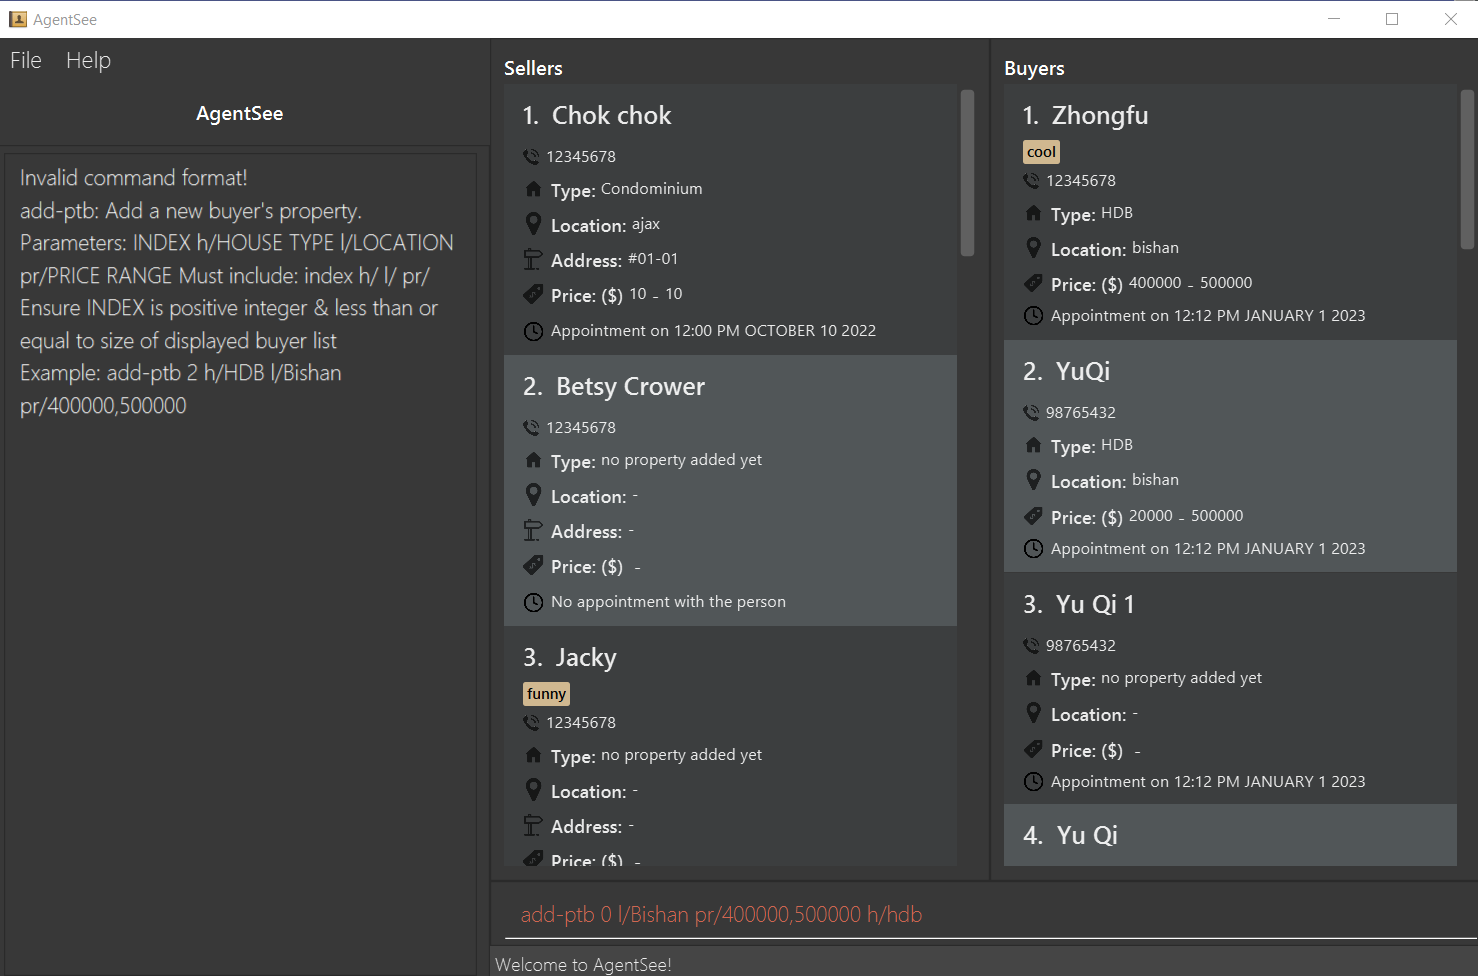 AgentSee
File Help
AgentSee
Invalid command format!
add-ptb: Add a new buyer's property.
Parameters: INDEX h/HOUSE TYPE l/LOCATION
pr/PRICE RANGE Must include: index h/ l/ pr/
Ensure INDEX is positive integer & less than or
equal to size of displayed buyer list
Example: add-ptb 2 h/HDB l/Bishan
pr/400000,500000
Sellers
1. Chok chok
12345678
Type: Condominium
Location: ajax
Address: #01-01
Price: ($) 10 - 10
Appointment on 12:00 PM OCTOBER 10 2022
2. Betsy Crower
12345678
Type: no property added yet
Location: -
Address: -
Price: ($) -
No appointment with the person
3. Jacky
funny
12345678
Type: no property added yet
Location: -
Address: -
Price: ($) -
Buyers
1. Zhongfu
cool
12345678
Type: HDB
Location: bishan
Price: ($) 400000 - 500000
Appointment on 12:12 PM JANUARY 1 2023
2. YuQi
98765432
Type: HDB
Location: bishan
Price: ($) 20000 - 500000
Appointment on 12:12 PM JANUARY 1 2023
3. Yu Qi 1
98765432
Type: no property added yet
Location: -
Price: ($) -
Appointment on 12:12 PM JANUARY 1 2023
4. Yu Qi
add-ptb 0 l/Bishan pr/400000,500000 h/hdb
Welcome to AgentSee!